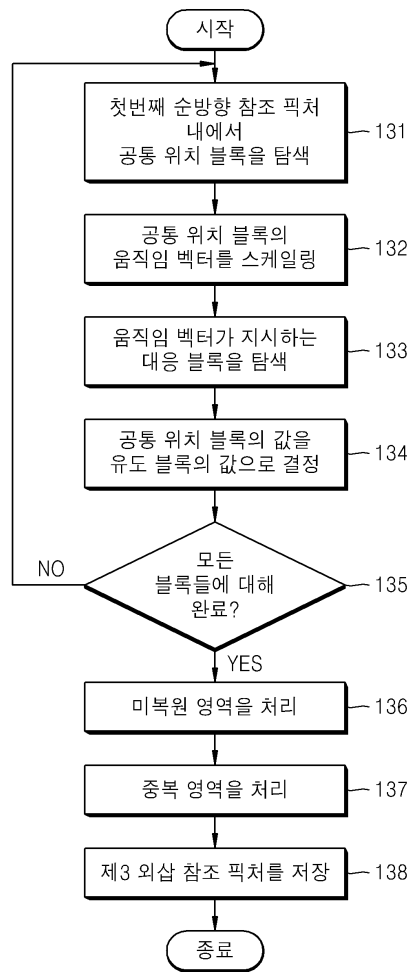 시작
첫번째 순방향 참조 픽처
내에서
공통 위치 블록을 탐색
131
공통 위치 블록의
움직임 벡터를 스케일링
132
움직임 벡터가 지시하는
대응 블록을 탐색
133
공통 위치 블록의 값을
유도 블록의 값으로 결정
134
모든
블록들에 대해
완료?
135
NO
YES
미복원 영역을 처리
136
중복 영역을 처리
137
제3 외삽 참조 픽처를 저장
138
종료